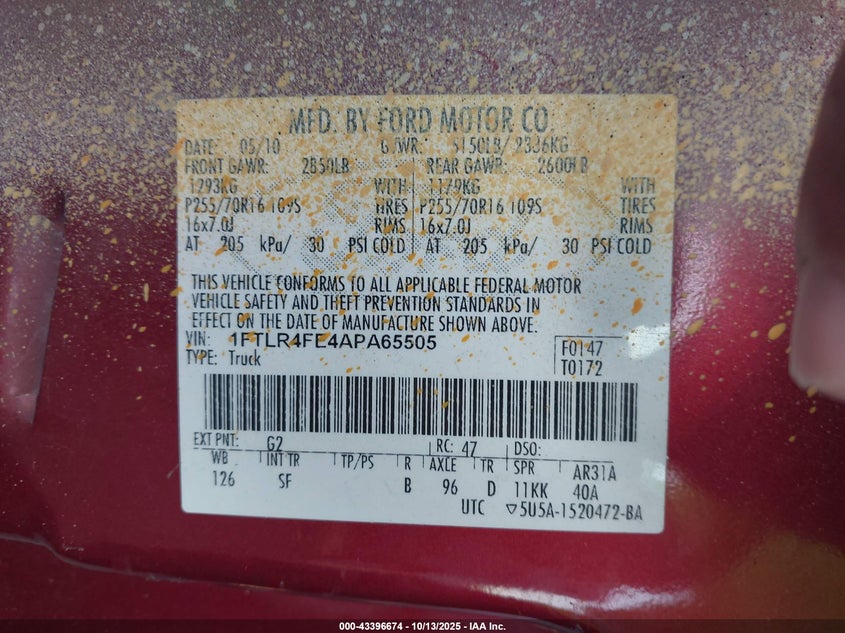 MFD. BY FORD MOTOR CO
DATE: 05/10 GVWR: 5150LB/ 2336KG
FRONT GAWR: 2850LB REAR GAWR: 2600LB
1293KG WITH 1179KG WITH
P255/70R16 109S TIRES P255/70R16 109S TIRES
16x7.0J RIMS 16x7.0J RIMS
AT 205 kPa/ 30 PSI COLD AT 205 kPa/ 30 PSI COLD
THIS VEHICLE CONFORMS TO ALL APPLICABLE FEDERAL MOTOR
VEHICLE SAFETY AND THEFT PREVENTION STANDARDS IN
EFFECT ON THE DATE OF MANUFACTURE SHOWN ABOVE.
VIN: 1FTLR4FE4APA65505 F0147
TYPE: Truck T0172
EXT PNT: G2 RC: 47 DSO:
WB INT TR TP/PS R AXLE TR SPR AR31A
126 SF B 96 D 11KK 40A
UTC ▽5U5A-1520472-BA
000-43396674 - 10/13/2025 - IAA Inc.